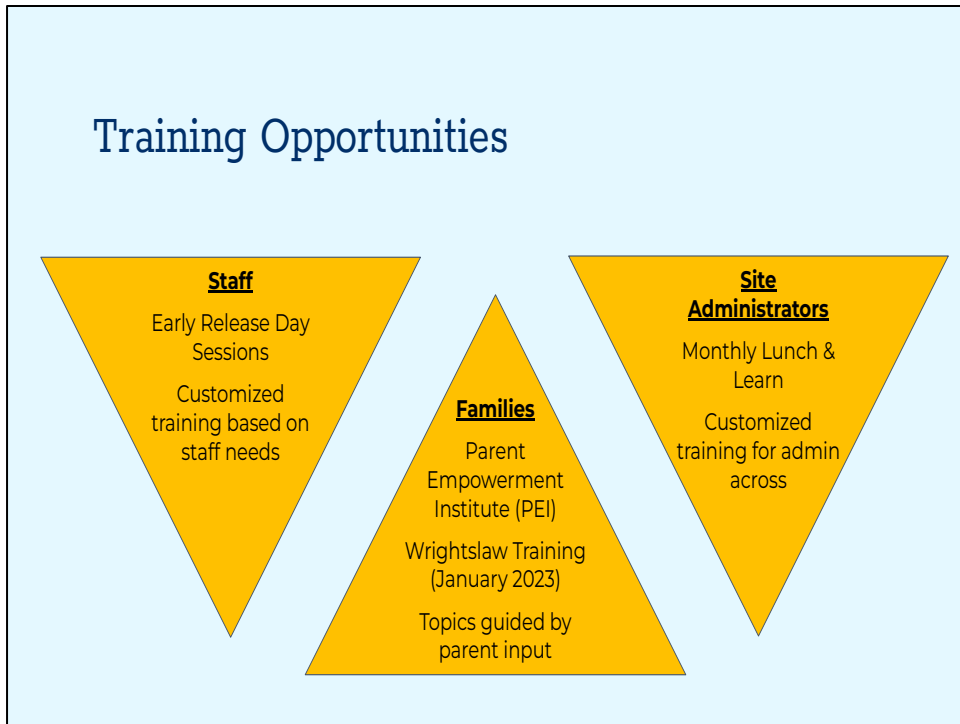 Training Opportunities
Staff
Early Release Day
Sessions
Customized
training based on
staff needs
Families
Parent
Empowerment
Institute (PEI)
Wrightslaw Training
(January 2023)
Topics guided by
parent input
Site
Administrators
Monthly Lunch &
Learn
Customized
training for admin
across